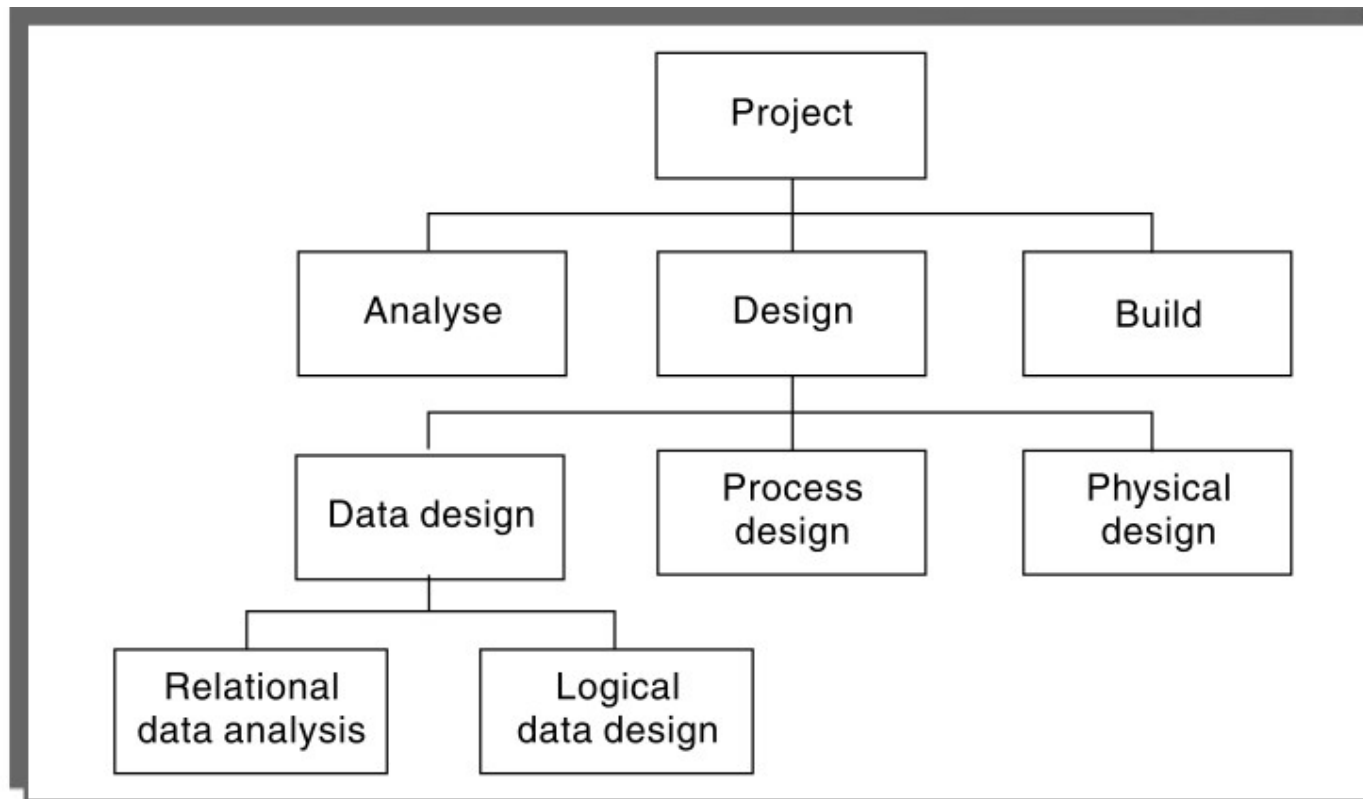 Project
Analyse
Design
Build
Data design
Process
design
Physical
design
Relational
data analysis
Logical
data design